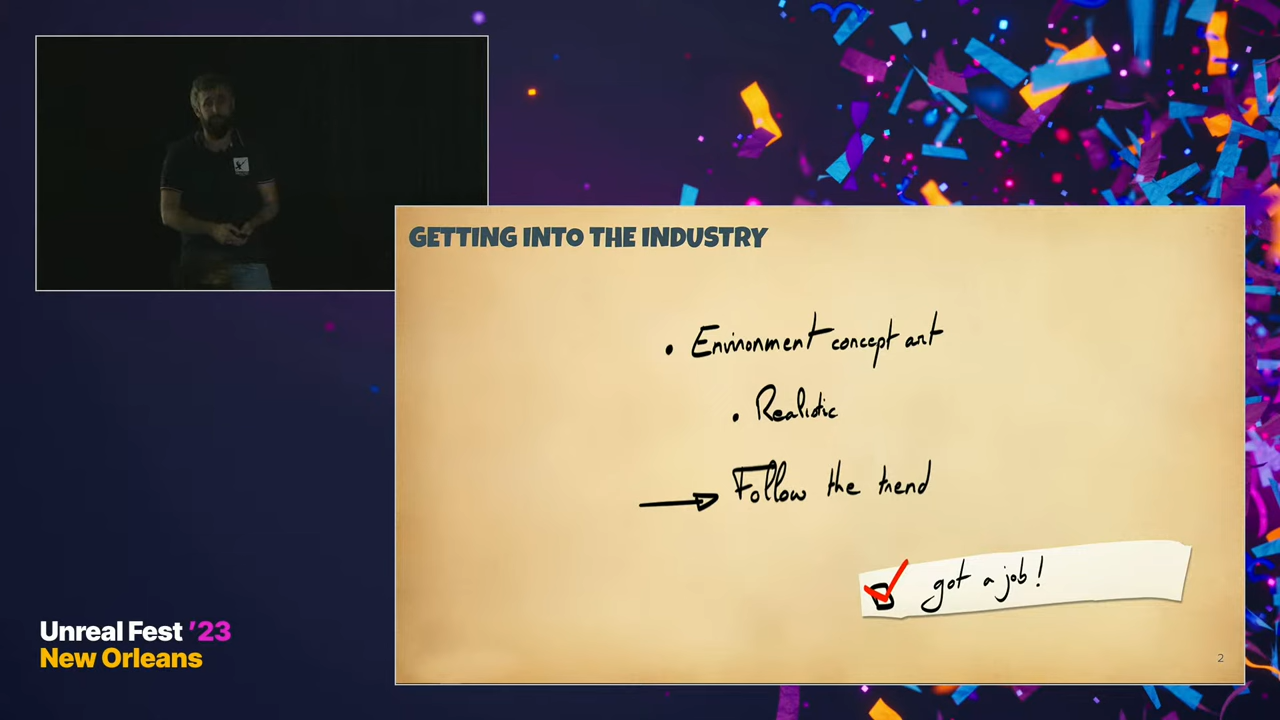 GETTING INTO THE INDUSTRY
• Environment concept art
• Realistic
Follow the trend
got a job!
2
Unreal Fest '23
New Orleans